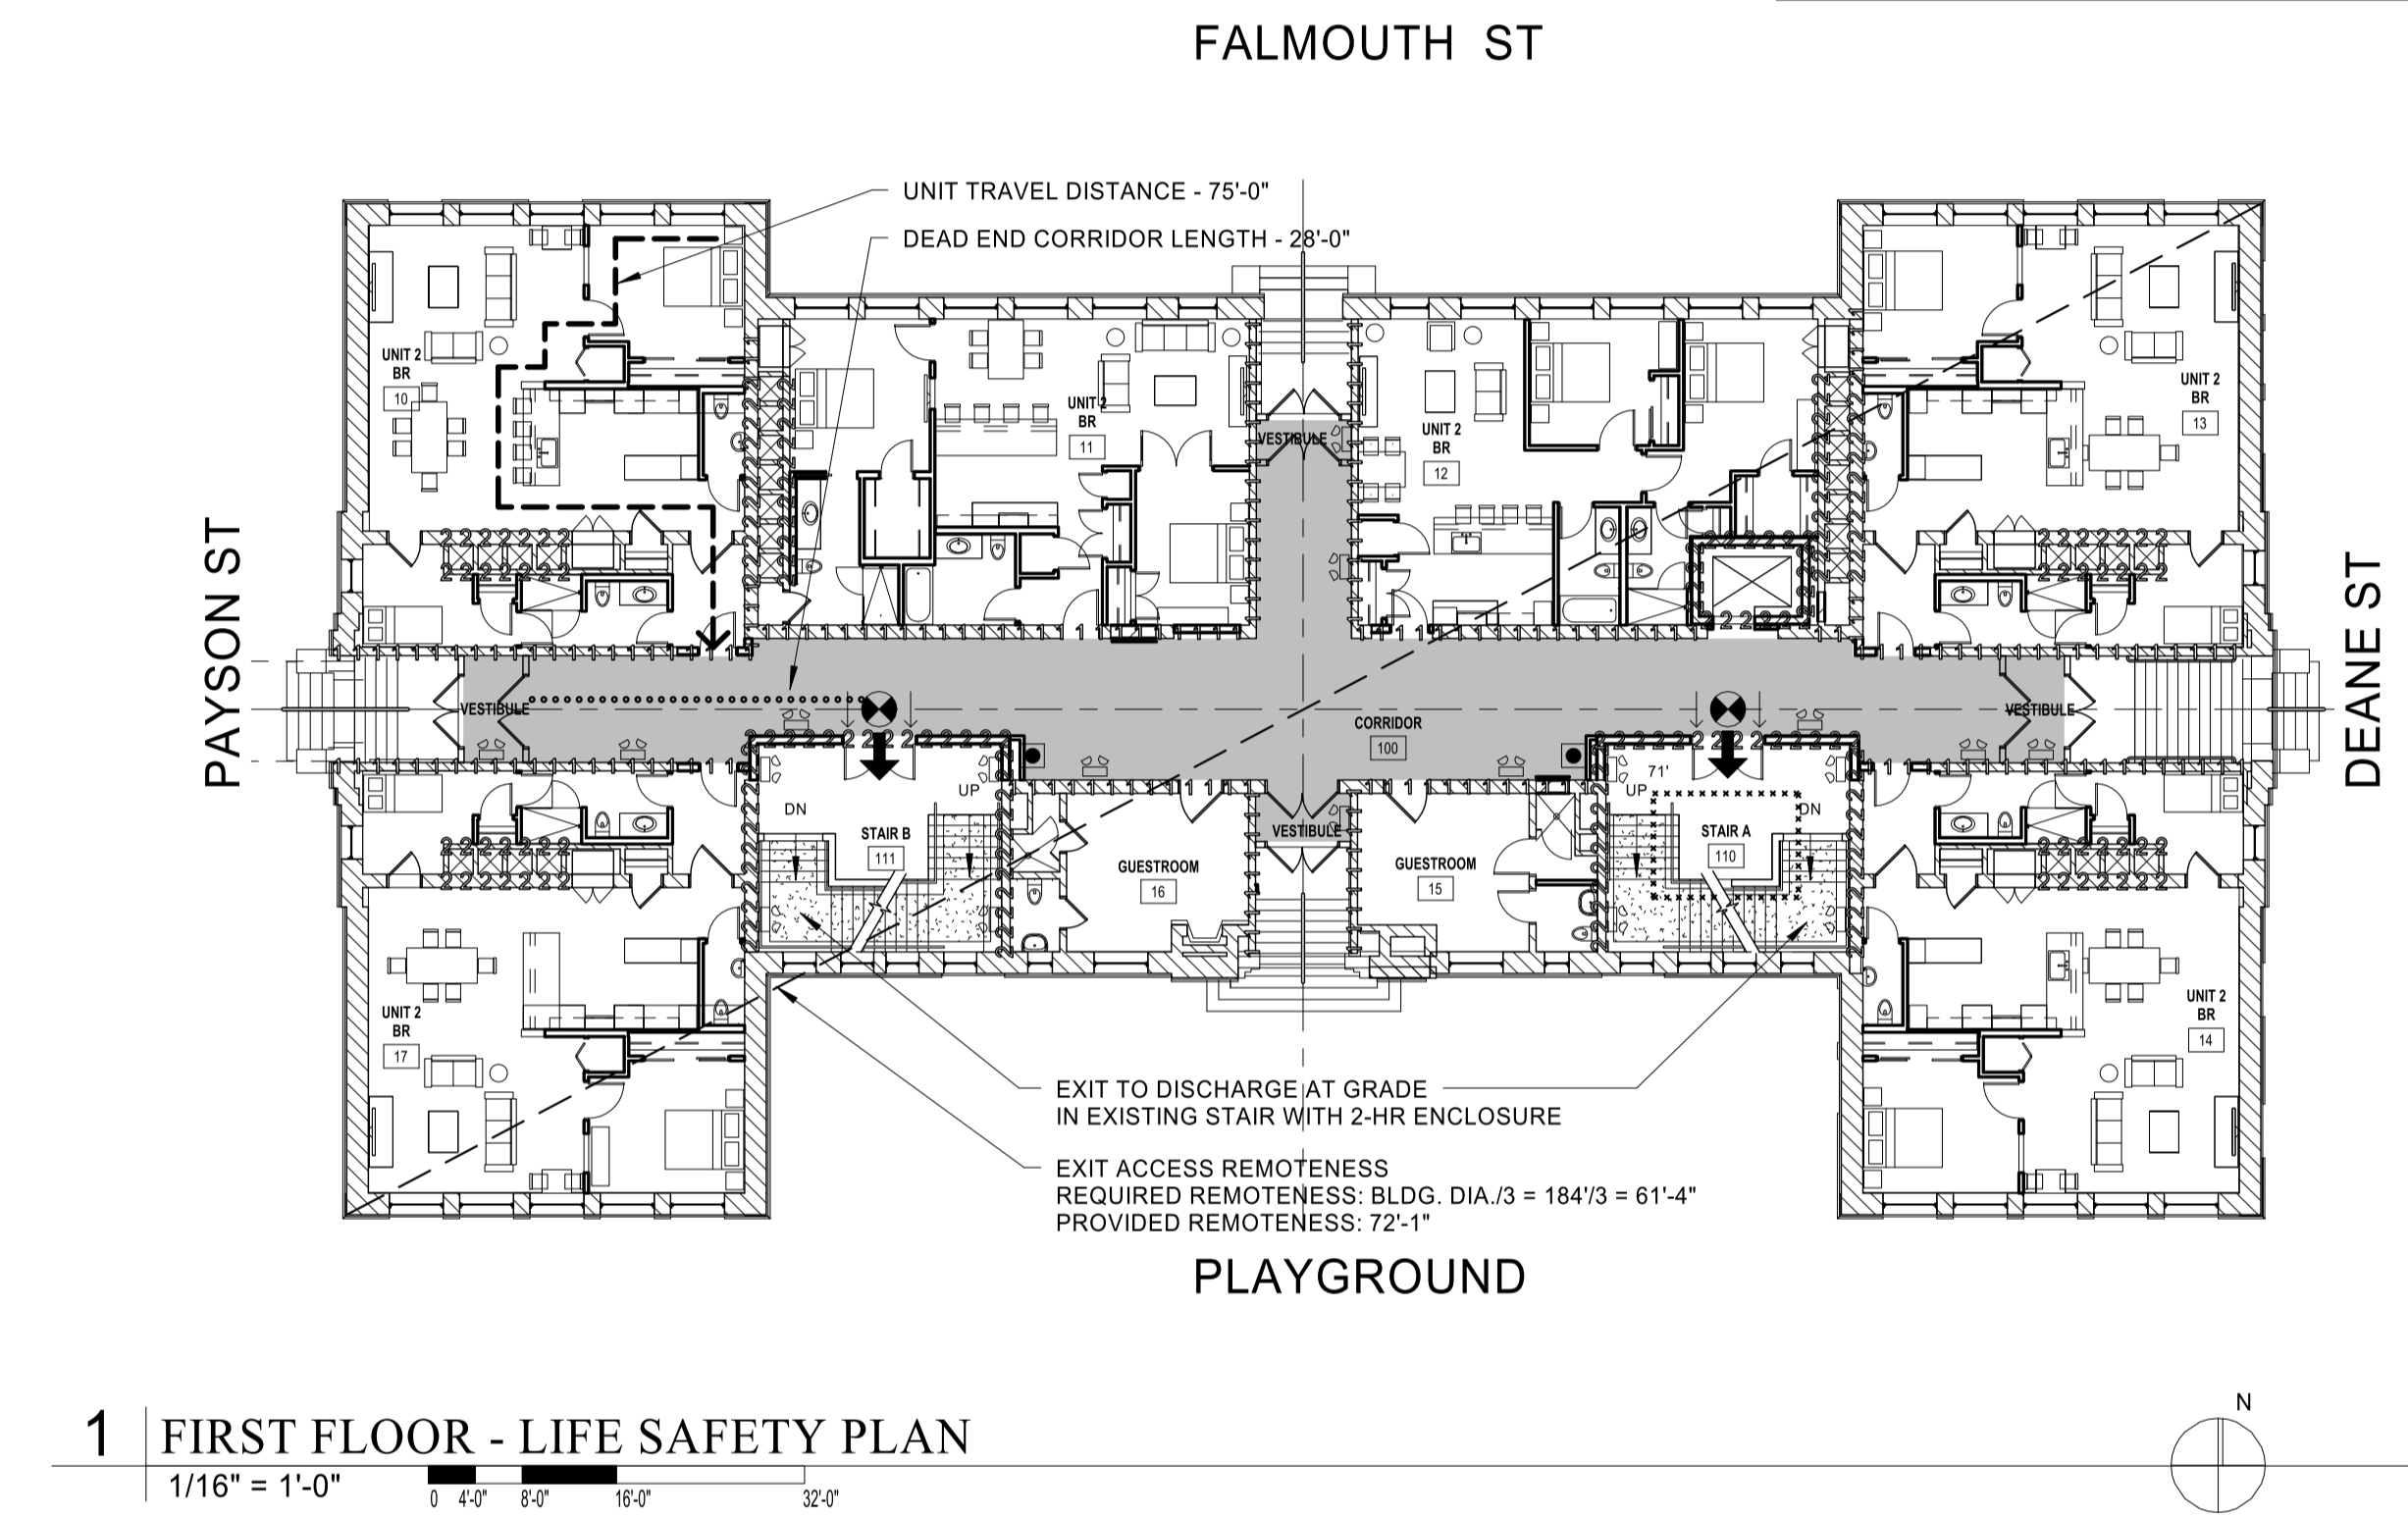 FALMOUTH ST
UNIT TRAVEL DISTANCE - 75'-0"
DEAD END CORRIDOR LENGTH - 28'-0"
UNIT 2
BR
10
UNIT 2
BR
11
VESTIBULE
UNIT 2
BR
12
UNIT 2
BR
13
PAYSON ST
DEANE ST
VESTIBULE
CORRIDOR
100
VESTIBULE
DN
UP
STAIR B
111
GUESTROOM
16
VESTIBULE
GUESTROOM
15
71'
UP
DN
STAIR A
110
UNIT 2
BR
17
UNIT 2
BR
14
EXIT TO DISCHARGE AT GRADE
IN EXISTING STAIR WITH 2-HR ENCLOSURE
EXIT ACCESS REMOTENESS
REQUIRED REMOTENESS: BLDG. DIA./3 = 184'/3 = 61'-4"
PROVIDED REMOTENESS: 72'-1"
PLAYGROUND
1
FIRST FLOOR - LIFE SAFETY PLAN
1/16" = 1'-0"
0 4'-0" 8'-0" 16'-0" 32'-0"
N